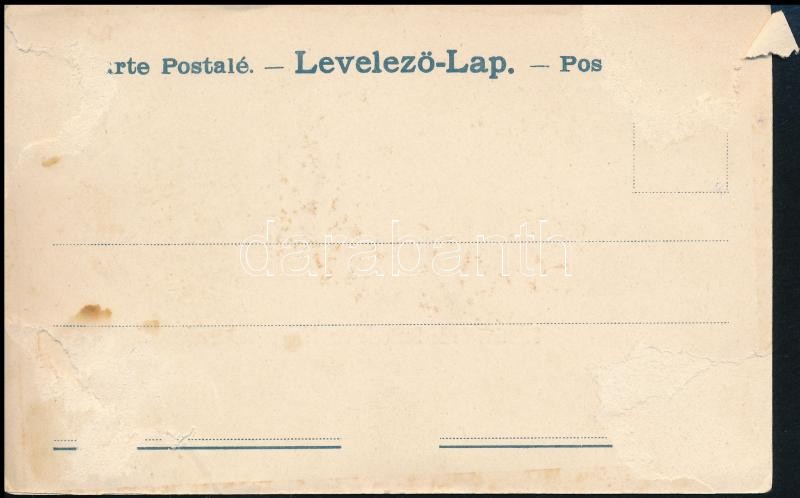 arte Postalé. — Levelezö-Lap. — Pos
darabanth